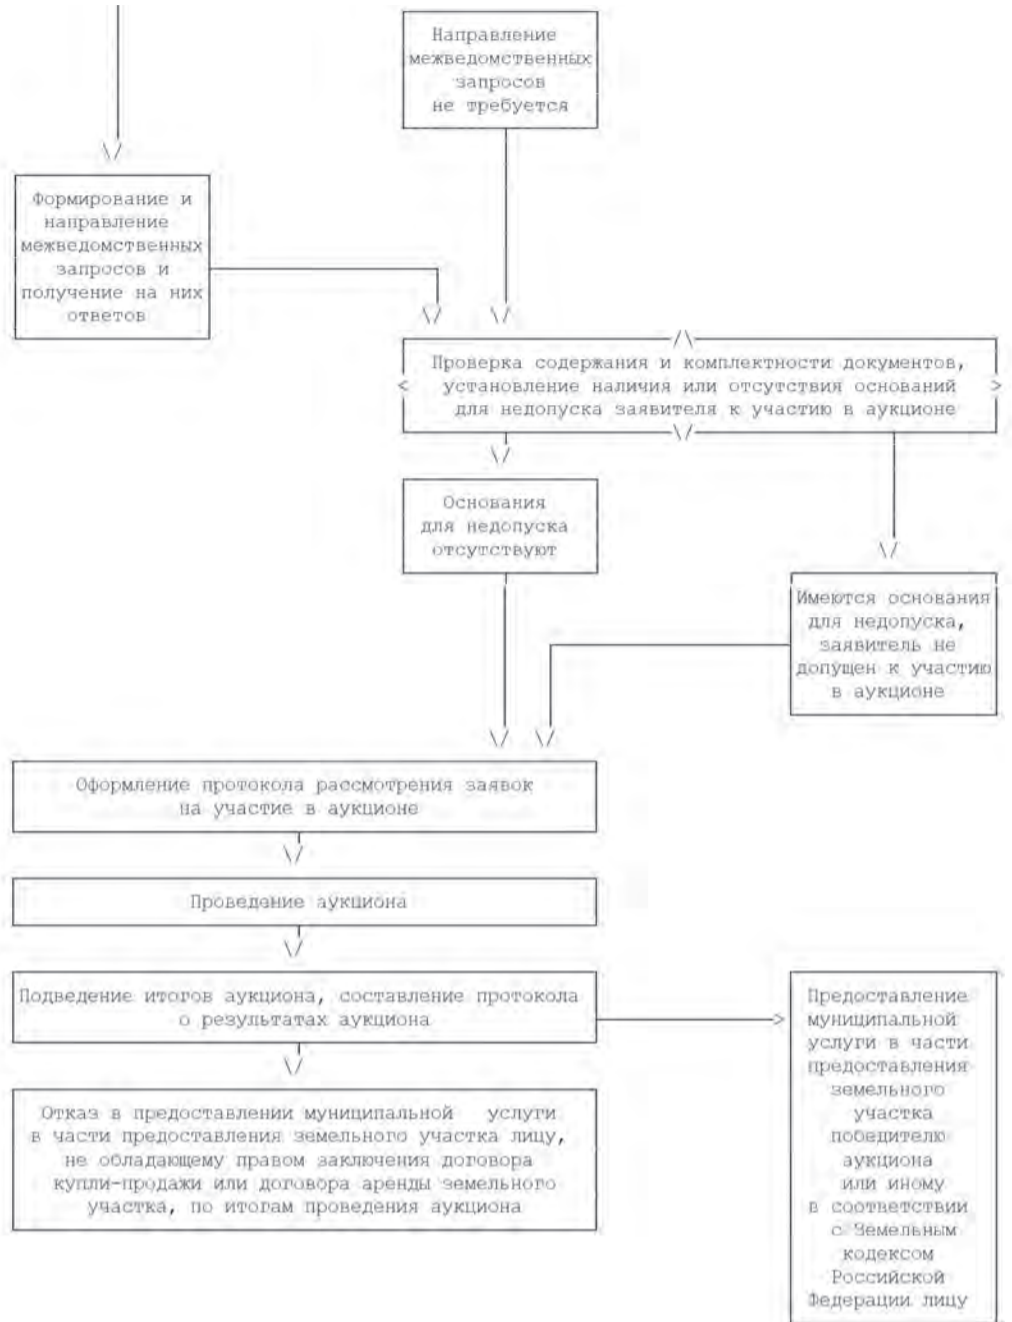 Направление
межведомственных
запросов
не требуется
Формирование и
направление
межведомственных
запросов и
получение на них
ответов
Проверка содержания и комплектности документов,
установление наличия или отсутствия оснований
для недопуска заявителя к участию в аукционе
Основания
для недопуска
отсутствуют
Имеются основания
для недопуска,
заявитель не
допущен к участию
в аукционе
Оформление протокола рассмотрения заявок
на участие в аукционе
Проведение аукциона
Подведение итогов аукциона, составление протокола
о результатах аукциона
Предоставление
муниципальной
услуги в части
предоставления
земельного
участка
победителю
аукциона
или иному
в соответствии
с Земельным
кодексом
Российской
Федерации лицу
Отказ в предоставлении муниципальной услуги
в части предоставления земельного участка лицу,
не обладающему правом заключения договора
купли-продажи или договора аренды земельного
участка, по итогам проведения аукциона